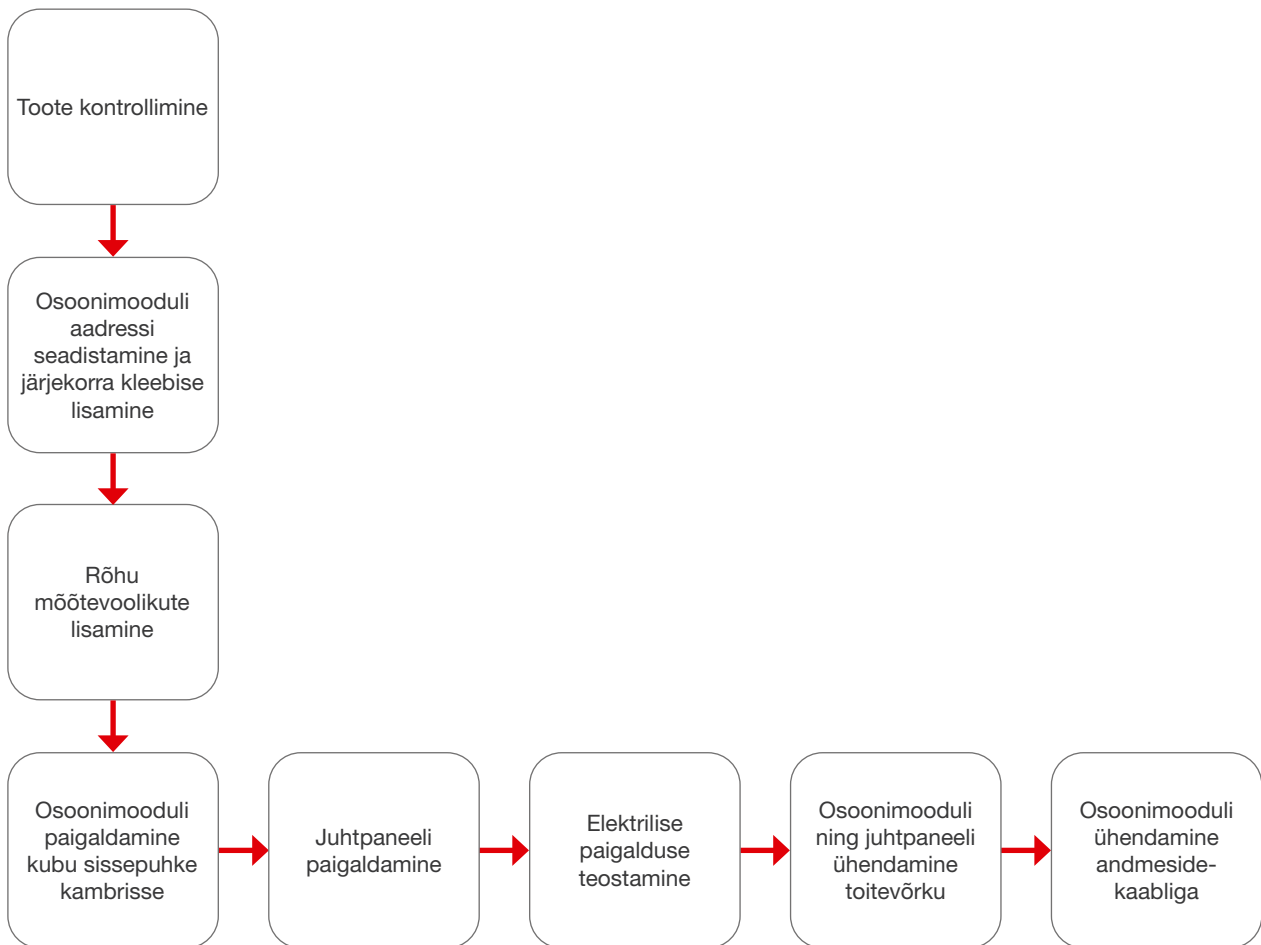 Toote kontrollimine
Osoonimooduli
aadressi
seadistamine ja
järjekorra kleebise
lisamine
Rõhu
mõõtevoolikute
lisamine
Osoonimooduli
paigaldamine
kubu sissepuhke
kambrisse
Juhtpaneeli
paigaldamine
Elektrilise
paigalduse
teostamine
Osoonimooduli
ning juhtpaneeli
ühendamine
toitevõrku
Osoonimooduli
ühendamine
andmeside-
kaabliga